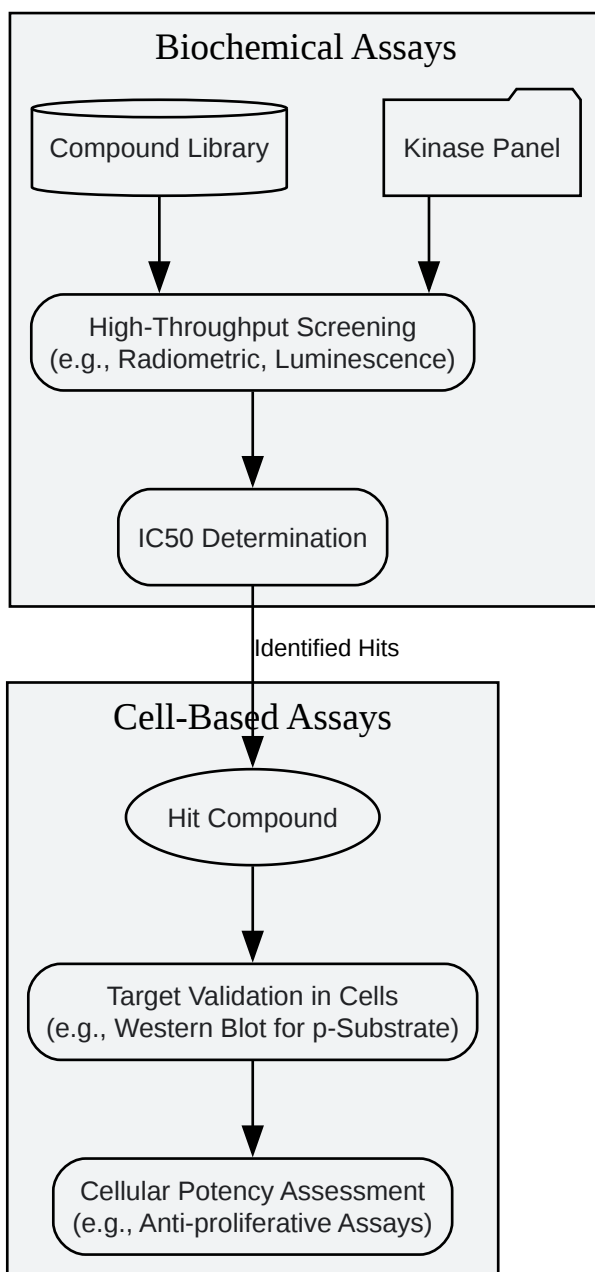 Biochemical Assays
Compound Library
Kinase Panel
High-Throughput Screening
(e.g., Radiometric, Luminescence)
IC50 Determination
Identified Hits
Cell-Based Assays
Hit Compound
Target Validation in Cells
(e.g., Western Blot for p-Substrate)
Cellular Potency Assessment
(e.g., Anti-proliferative Assays)